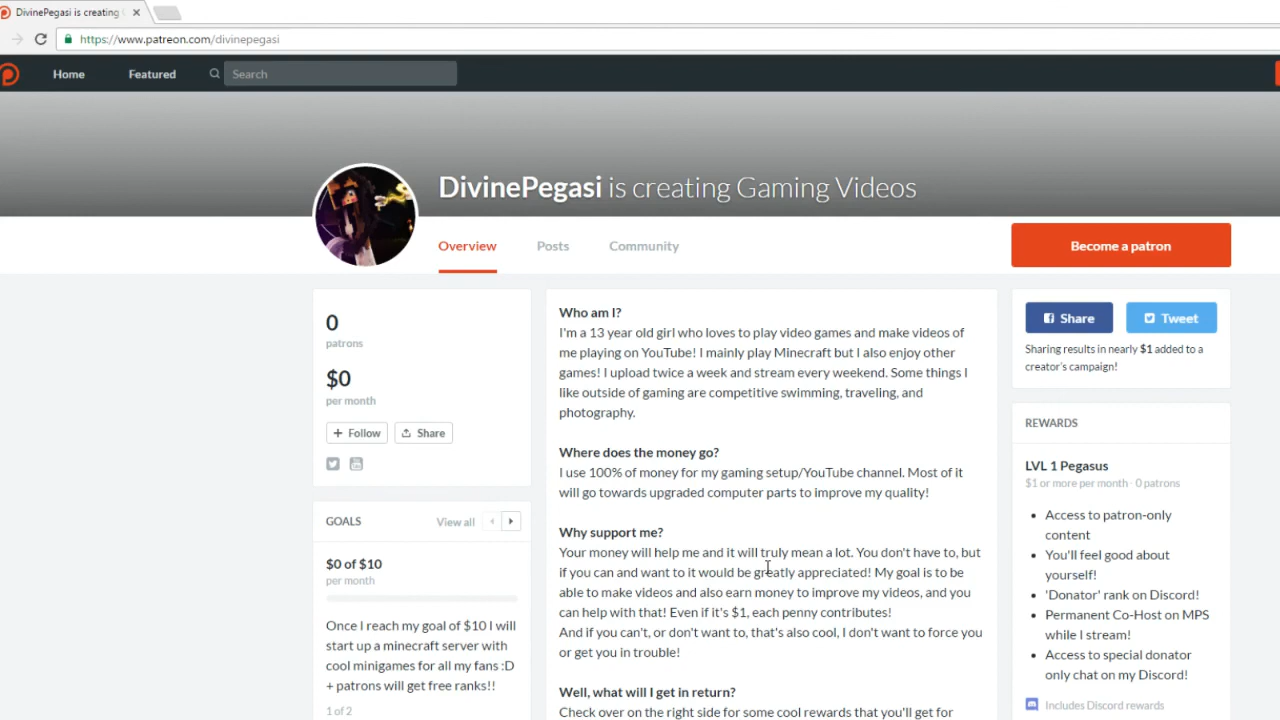 DivinePegasi is creating
https://www.patreon.com/divinepegasi
Home
Featured
Search
DivinePegasi is creating Gaming Videos
Overview
Posts
Community
Become a patron
0
patrons
$0
per month
+ Follow
Share
GOALS
View all
$0 of $10
per month
Once I reach my goal of $10 I will
start up a minecraft server with
cool minigames for all my fans :D
+ patrons will get free ranks!!
1 of 2
Who am I?
I'm a 13 year old girl who loves to play video games and make videos of
me playing on YouTube! I mainly play Minecraft but I also enjoy other
games! I upload twice a week and stream every weekend. Some things I
like outside of gaming are competitive swimming, traveling, and
photography.
Where does the money go?
I use 100% of money for my gaming setup/YouTube channel. Most of it
will go towards upgraded computer parts to improve my quality!
Why support me?
Your money will help me and it will truly mean a lot. You don't have to, but
if you can and want to it would be greatly appreciated! My goal is to be
able to make videos and also earn money to improve my videos, and you
can help with that! Even if it's $1, each penny contributes!
And if you can't, or don't want to, that's also cool, I don't want to force you
or get you in trouble!
Well, what will I get in return?
Check over on the right side for some cool rewards that you'll get for
Share
Tweet
Sharing results in nearly $1 added to a
creator's campaign!
REWARDS
LVL 1 Pegasus
$1 or more per month · 0 patrons
• Access to patron-only
content
• You'll feel good about
yourself!
• 'Donator' rank on Discord!
• Permanent Co-Host on MPS
while I stream!
• Access to special donator
only chat on my Discord!
Includes Discord rewards